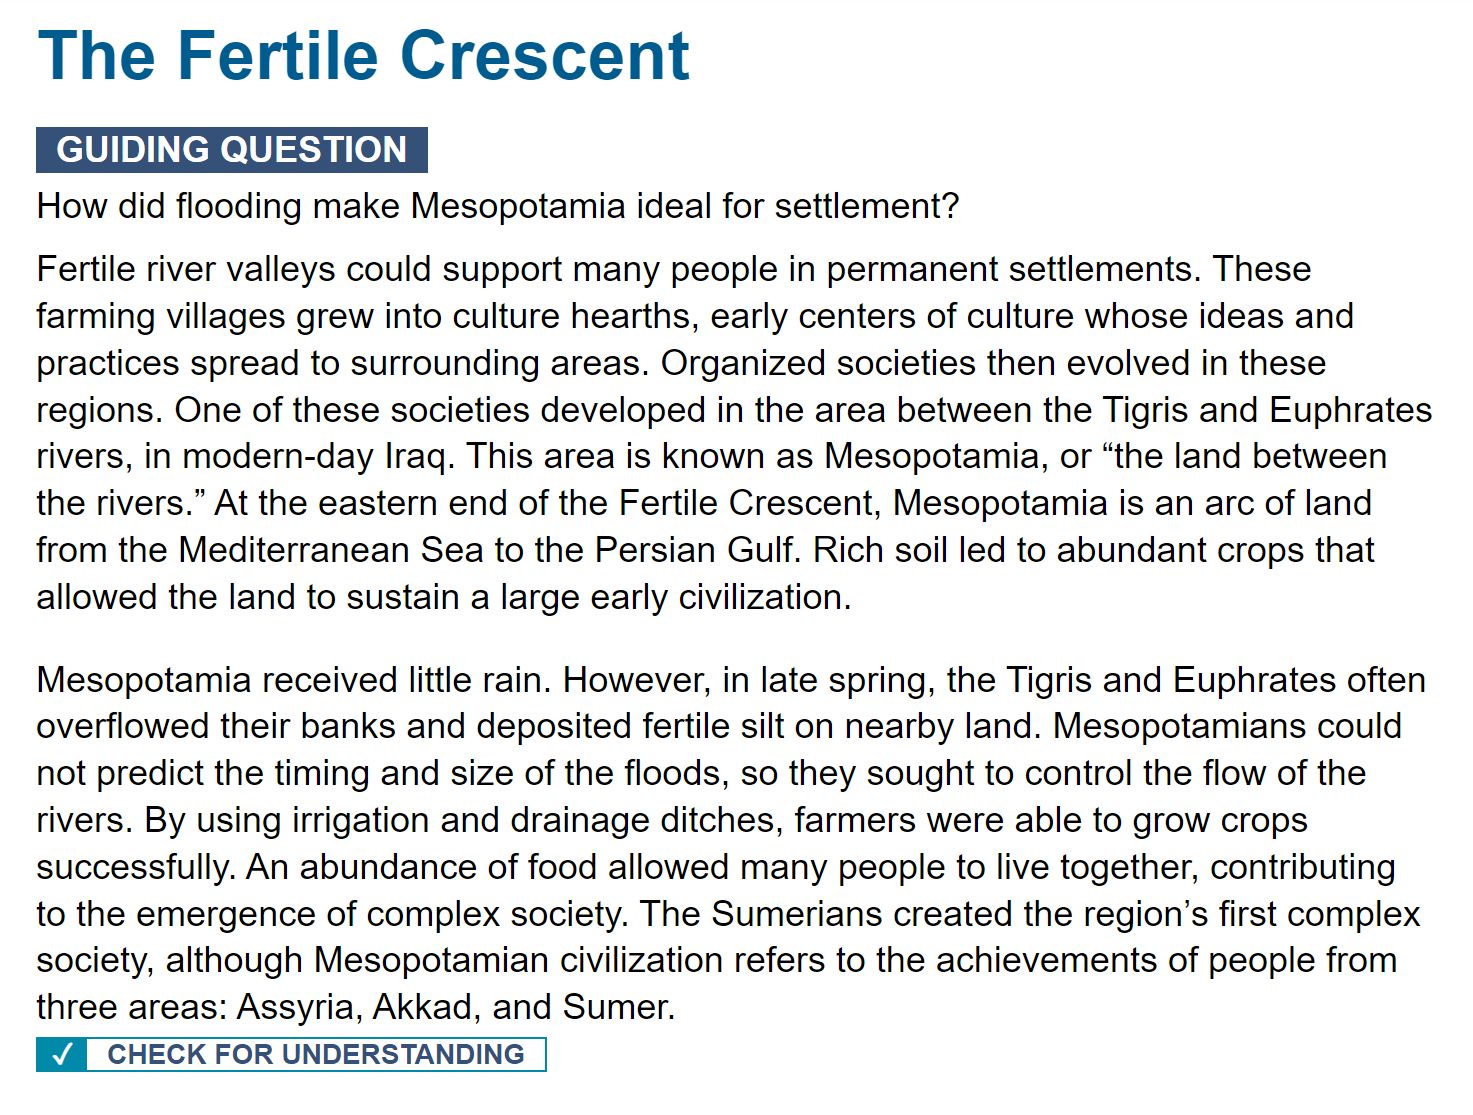 The Fertile Crescent
GUIDING QUESTION
How did flooding make Mesopotamia ideal for settlement?
Fertile river valleys could support many people in permanent settlements. These
farming villages grew into culture hearths, early centers of culture whose ideas and
practices spread to surrounding areas. Organized societies then evolved in these
regions. One of these societies developed in the area between the Tigris and Euphrates
rivers, in modern-day Iraq. This area is known as Mesopotamia, or “the land between
the rivers.” At the eastern end of the Fertile Crescent, Mesopotamia is an arc of land
from the Mediterranean Sea to the Persian Gulf. Rich soil led to abundant crops that
allowed the land to sustain a large early civilization.
Mesopotamia received little rain. However, in late spring, the Tigris and Euphrates often
overflowed their banks and deposited fertile silt on nearby land. Mesopotamians could
not predict the timing and size of the floods, so they sought to control the flow of the
rivers. By using irrigation and drainage ditches, farmers were able to grow crops
successfully. An abundance of food allowed many people to live together, contributing
to the emergence of complex society. The Sumerians created the region’s first complex
society, although Mesopotamian civilization refers to the achievements of people from
three areas: Assyria, Akkad, and Sumer.
✓ CHECK FOR UNDERSTANDING